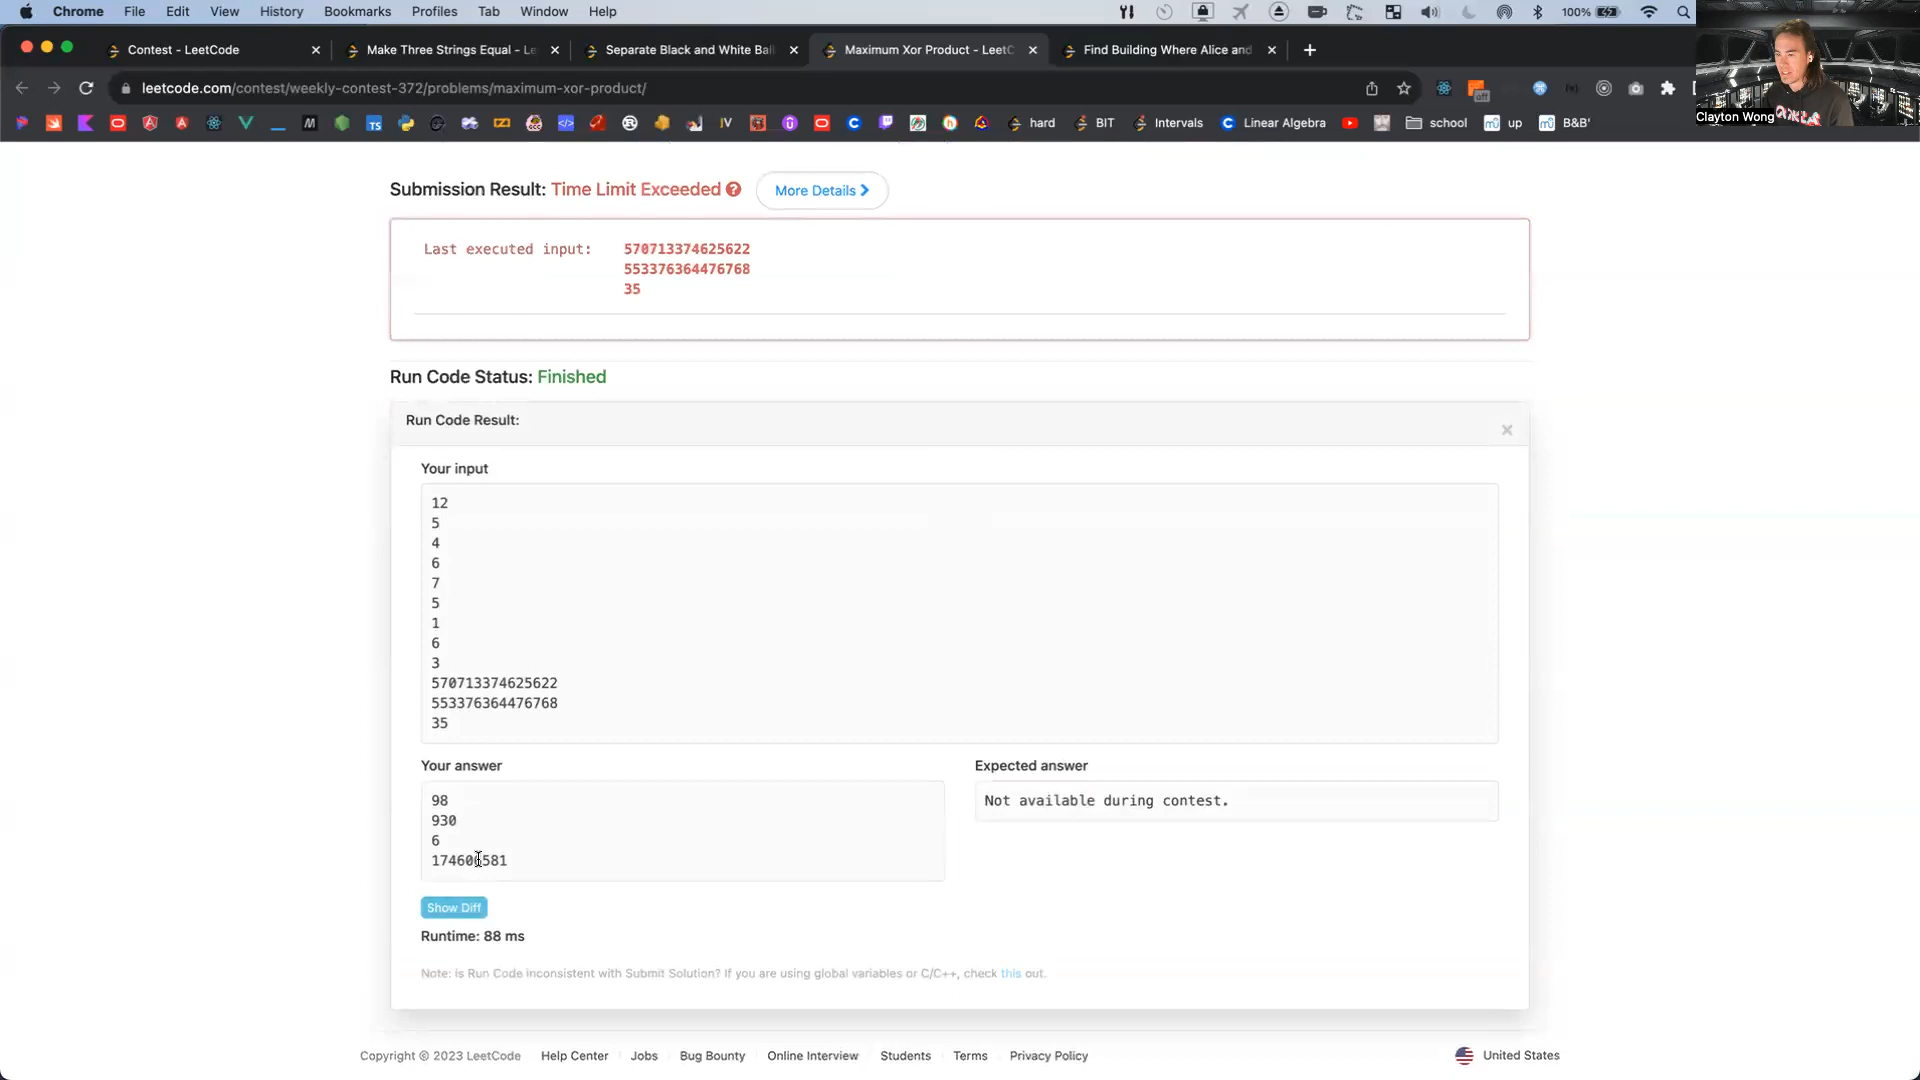 Chrome File Edit View History Bookmarks Profiles Tab Window Help 100%
Contest - LeetCode
Make Three Strings Equal - Le
Separate Black and White Ball
Maximum Xor Product - LeetC
Find Building Where Alice and
leetcode.com/contest/weekly-contest-372/problems/maximum-xor-product/
off
TS IV hard BIT Intervals Linear Algebra school up B&B'
Clayton Wong
Submission Result: Time Limit Exceeded More Details
Last executed input: 570713374625622
553376364476768
35
Run Code Status: Finished
Run Code Result:
Your input
12
5
4
6
7
5
1
6
3
570713374625622
553376364476768
35
Your answer
Expected answer
98
930
6
Not available during contest.
Show Diff
Runtime: 88 ms
Note: Is Run Code inconsistent with Submit Solution? If you are using global variables or C/C++, check this out.
Copyright © 2023 LeetCode Help Center Jobs Bug Bounty Online Interview Students Terms Privacy Policy United States